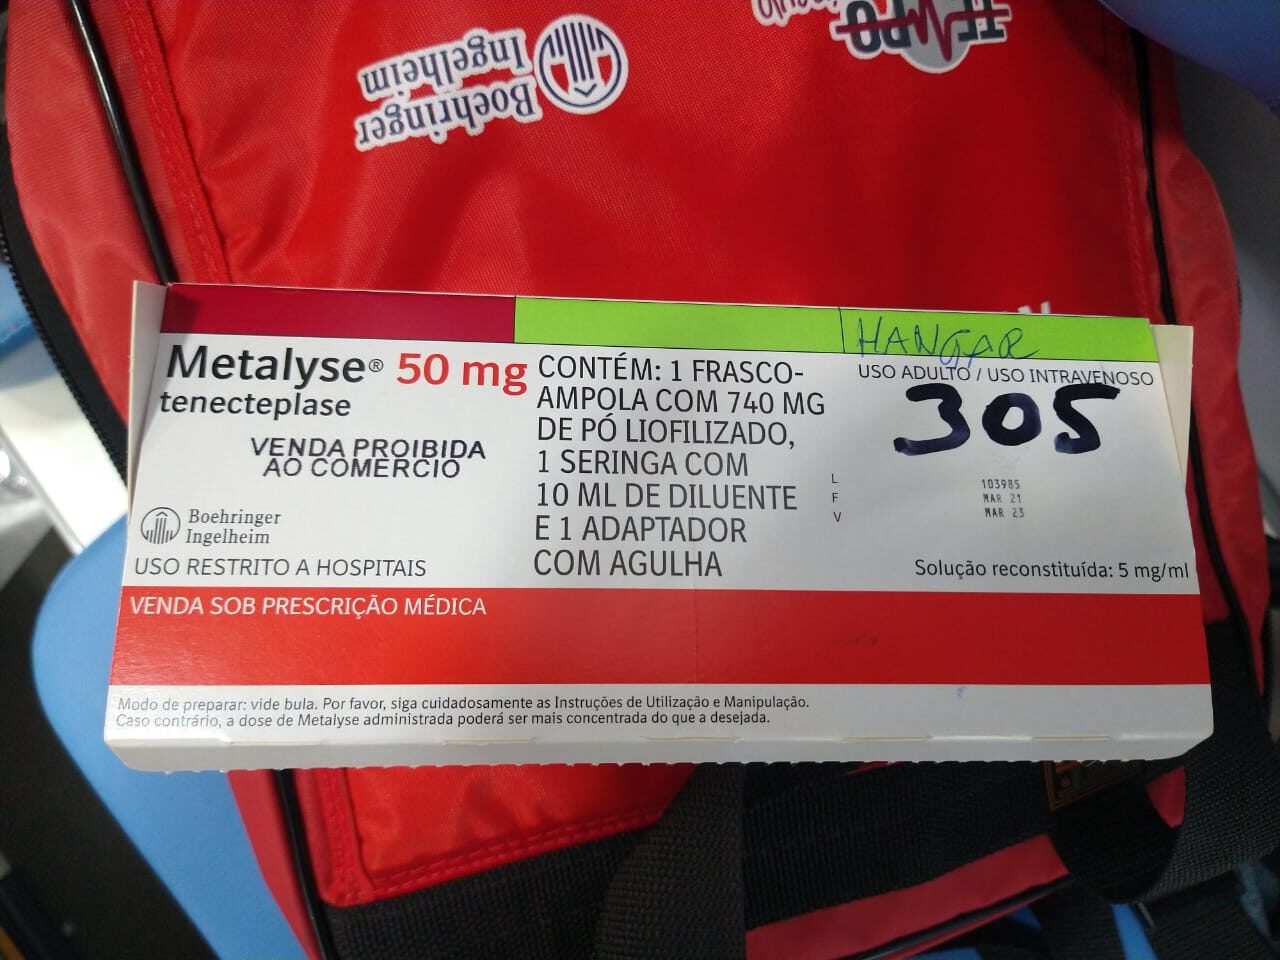 Boehringer
Ingelheim
TEMPO
HANGAR
Metalyse® 50 mg
tenecteplase
VENDA PROIBIDA
AO COMERCIO
Boehringer
Ingelheim
USO RESTRITO A HOSPITAIS
CONTÉM: 1 FRASCO-
AMPOLA COM 740 MG
DE PÓ LIOFILIZADO,
1 SERINGA COM
10 ML DE DILUENTE
E 1 ADAPTADOR
COM AGULHA
USO ADULTO / USO INTRAVENOSO
305
L 103985
F MAR 21
V MAR 23
Solução reconstituída: 5 mg/ml
VENDA SOB PRESCRIÇÃO MÉDICA
Modo de preparar: vide bula. Por favor, siga cuidadosamente as Instruções de Utilização e Manipulação.
Caso contrário, a dose de Metalyse administrada poderá ser mais concentrada do que a desejada.